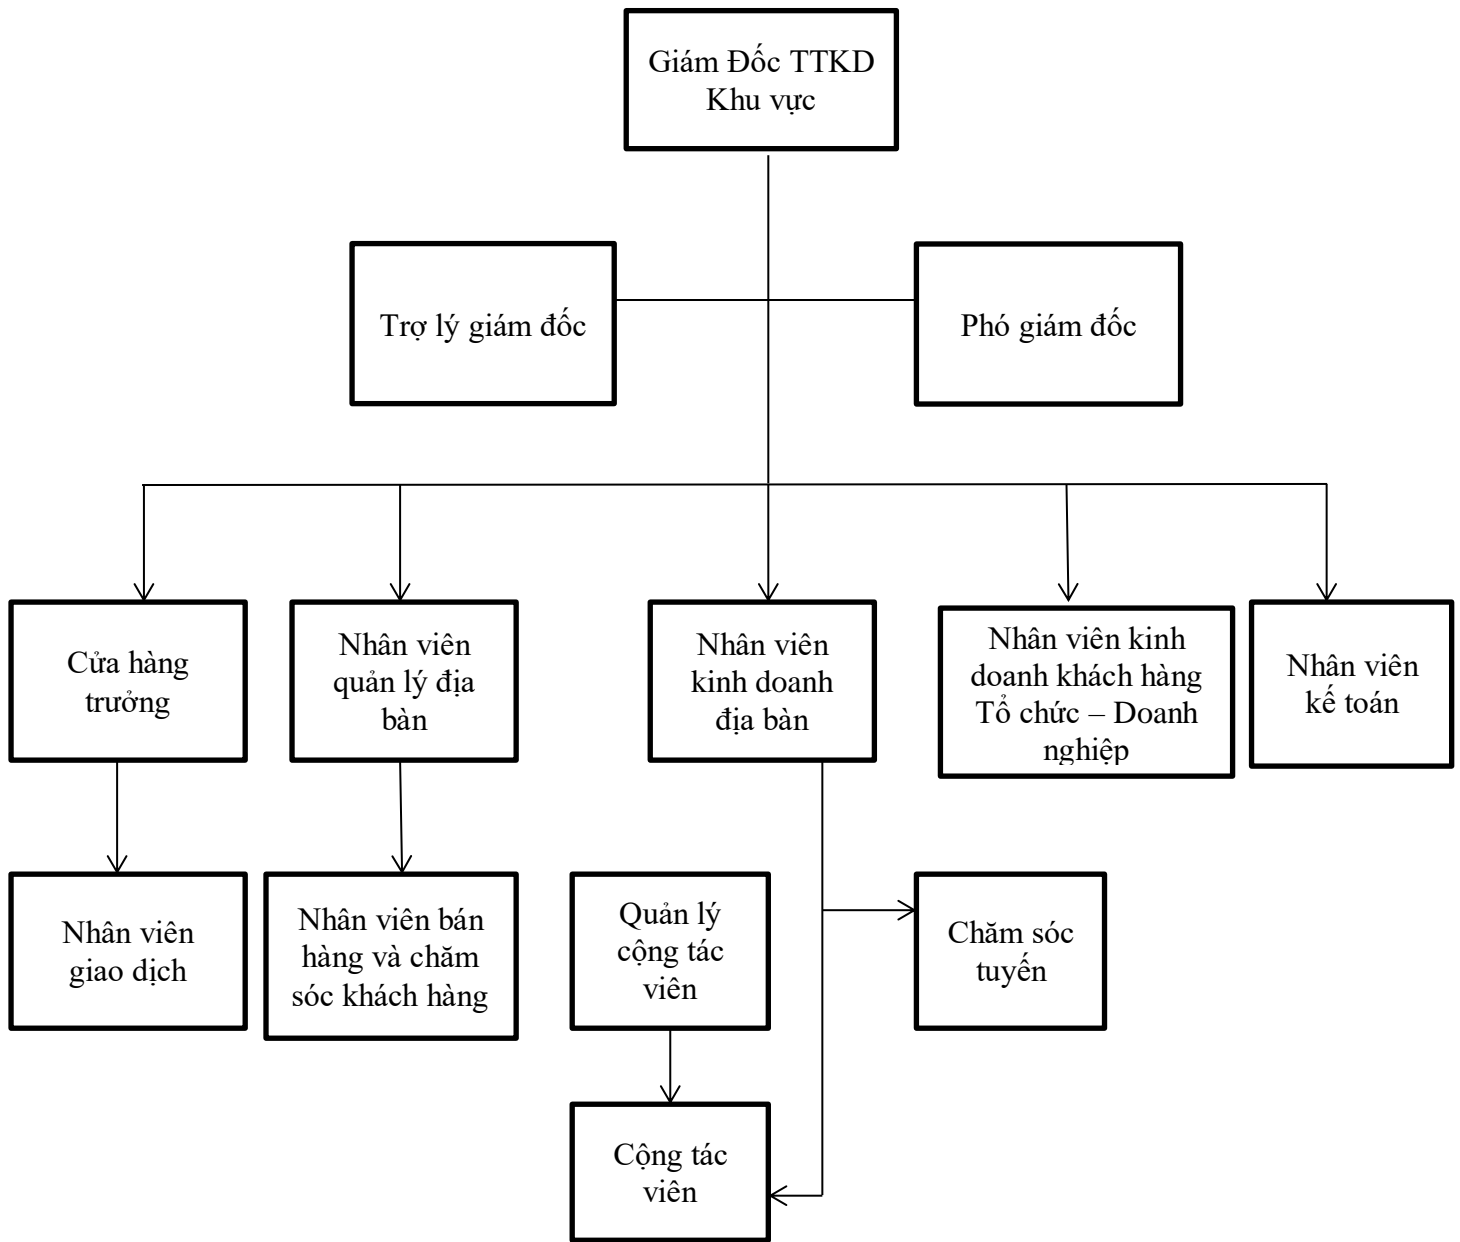 Giám Đốc TTKD
Khu vực
Trợ lý giám đốc
Phó giám đốc
Cửa hàng
trưởng
Nhân viên
quản lý địa
bàn
Nhân viên
kinh doanh
địa bàn
Nhân viên kinh
doanh khách hàng
Tổ chức – Doanh
nghiệp
Nhân viên
kế toán
Nhân viên
giao dịch
Nhân viên bán
hàng và chăm
sóc khách hàng
Quản lý
cộng tác
viên
Chăm sóc
tuyến
Cộng tác
viên